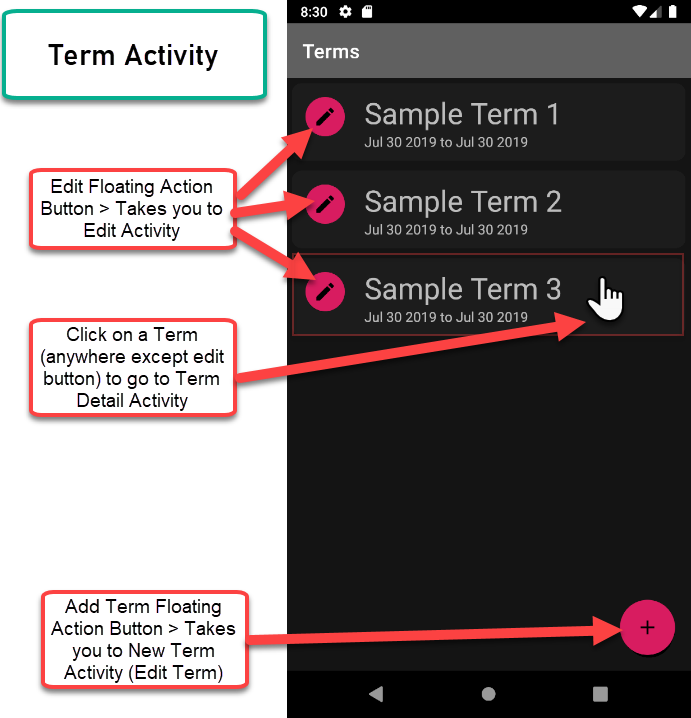 Term Activity
8:30
Terms
Sample Term 1
Jul 30 2019 to Jul 30 2019
Edit Floating Action
Button > Takes you to
Edit Activity
Sample Term 2
Jul 30 2019 to Jul 30 2019
Sample Term 3
Jul 30 2019 to Jul 30 2019
Click on a Term
(anywhere except edit
button) to go to Term
Detail Activity
Add Term Floating
Action Button > Takes
you to New Term
Activity (Edit Term)
+